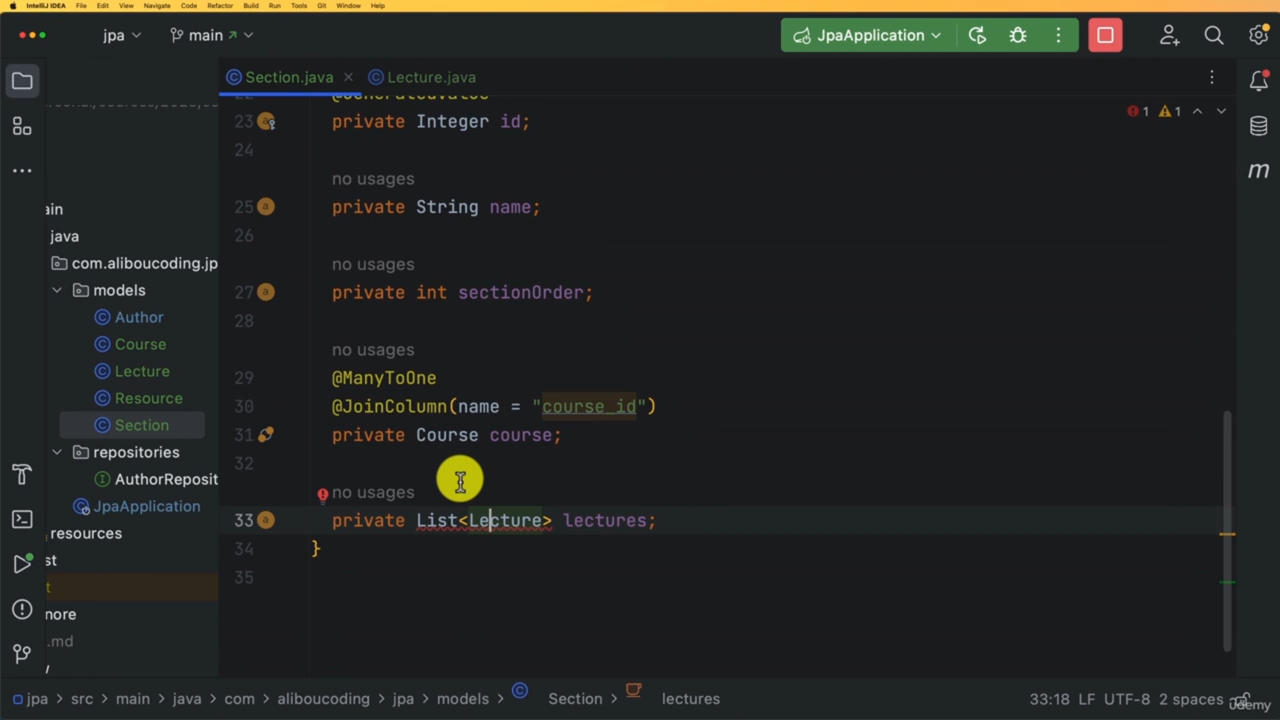 IntelliJ IDEA File Edit View Navigate Code Refactor Build Run Tools Git Window Help
jpa main JpaApplication
Section.java Lecture.java
23 private Integer id;
24
no usages
25 private String name;
26
no usages
27 private int sectionOrder;
28
no usages
29 @ManyToOne
30 @JoinColumn(name = "course_id")
31 private Course course;
32
no usages
33 private List<Lecture> lectures;
34 }
35
1 1
ain
java
com.aliboucoding.jp
models
Author
Course
Lecture
Resource
Section
repositories
AuthorReposit
JpaApplication
resources
st
t
nore
.md
m
jpa > src > main > java > com > aliboucoding > jpa > models > Section > lectures
33:18 LF UTF-8 2 spaces
udemy